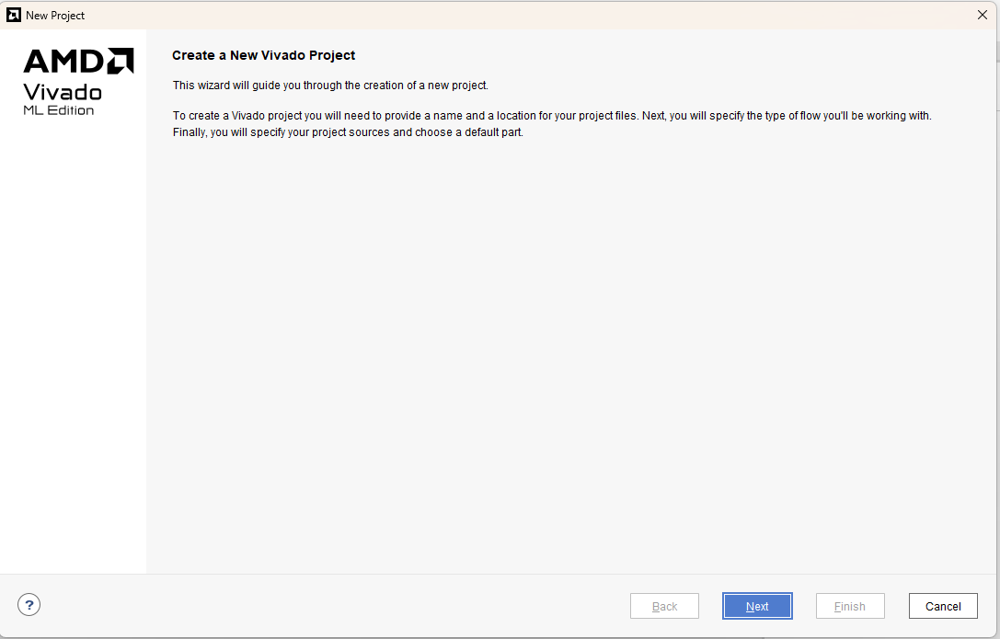 New Project
AMD
Vivado
ML Edition
Create a New Vivado Project
This wizard will guide you through the creation of a new project.
To create a Vivado project you will need to provide a name and a location for your project files. Next, you will specify the type of flow you'll be working with.
Finally, you will specify your project sources and choose a default part.
?
Back
Next
Finish
Cancel